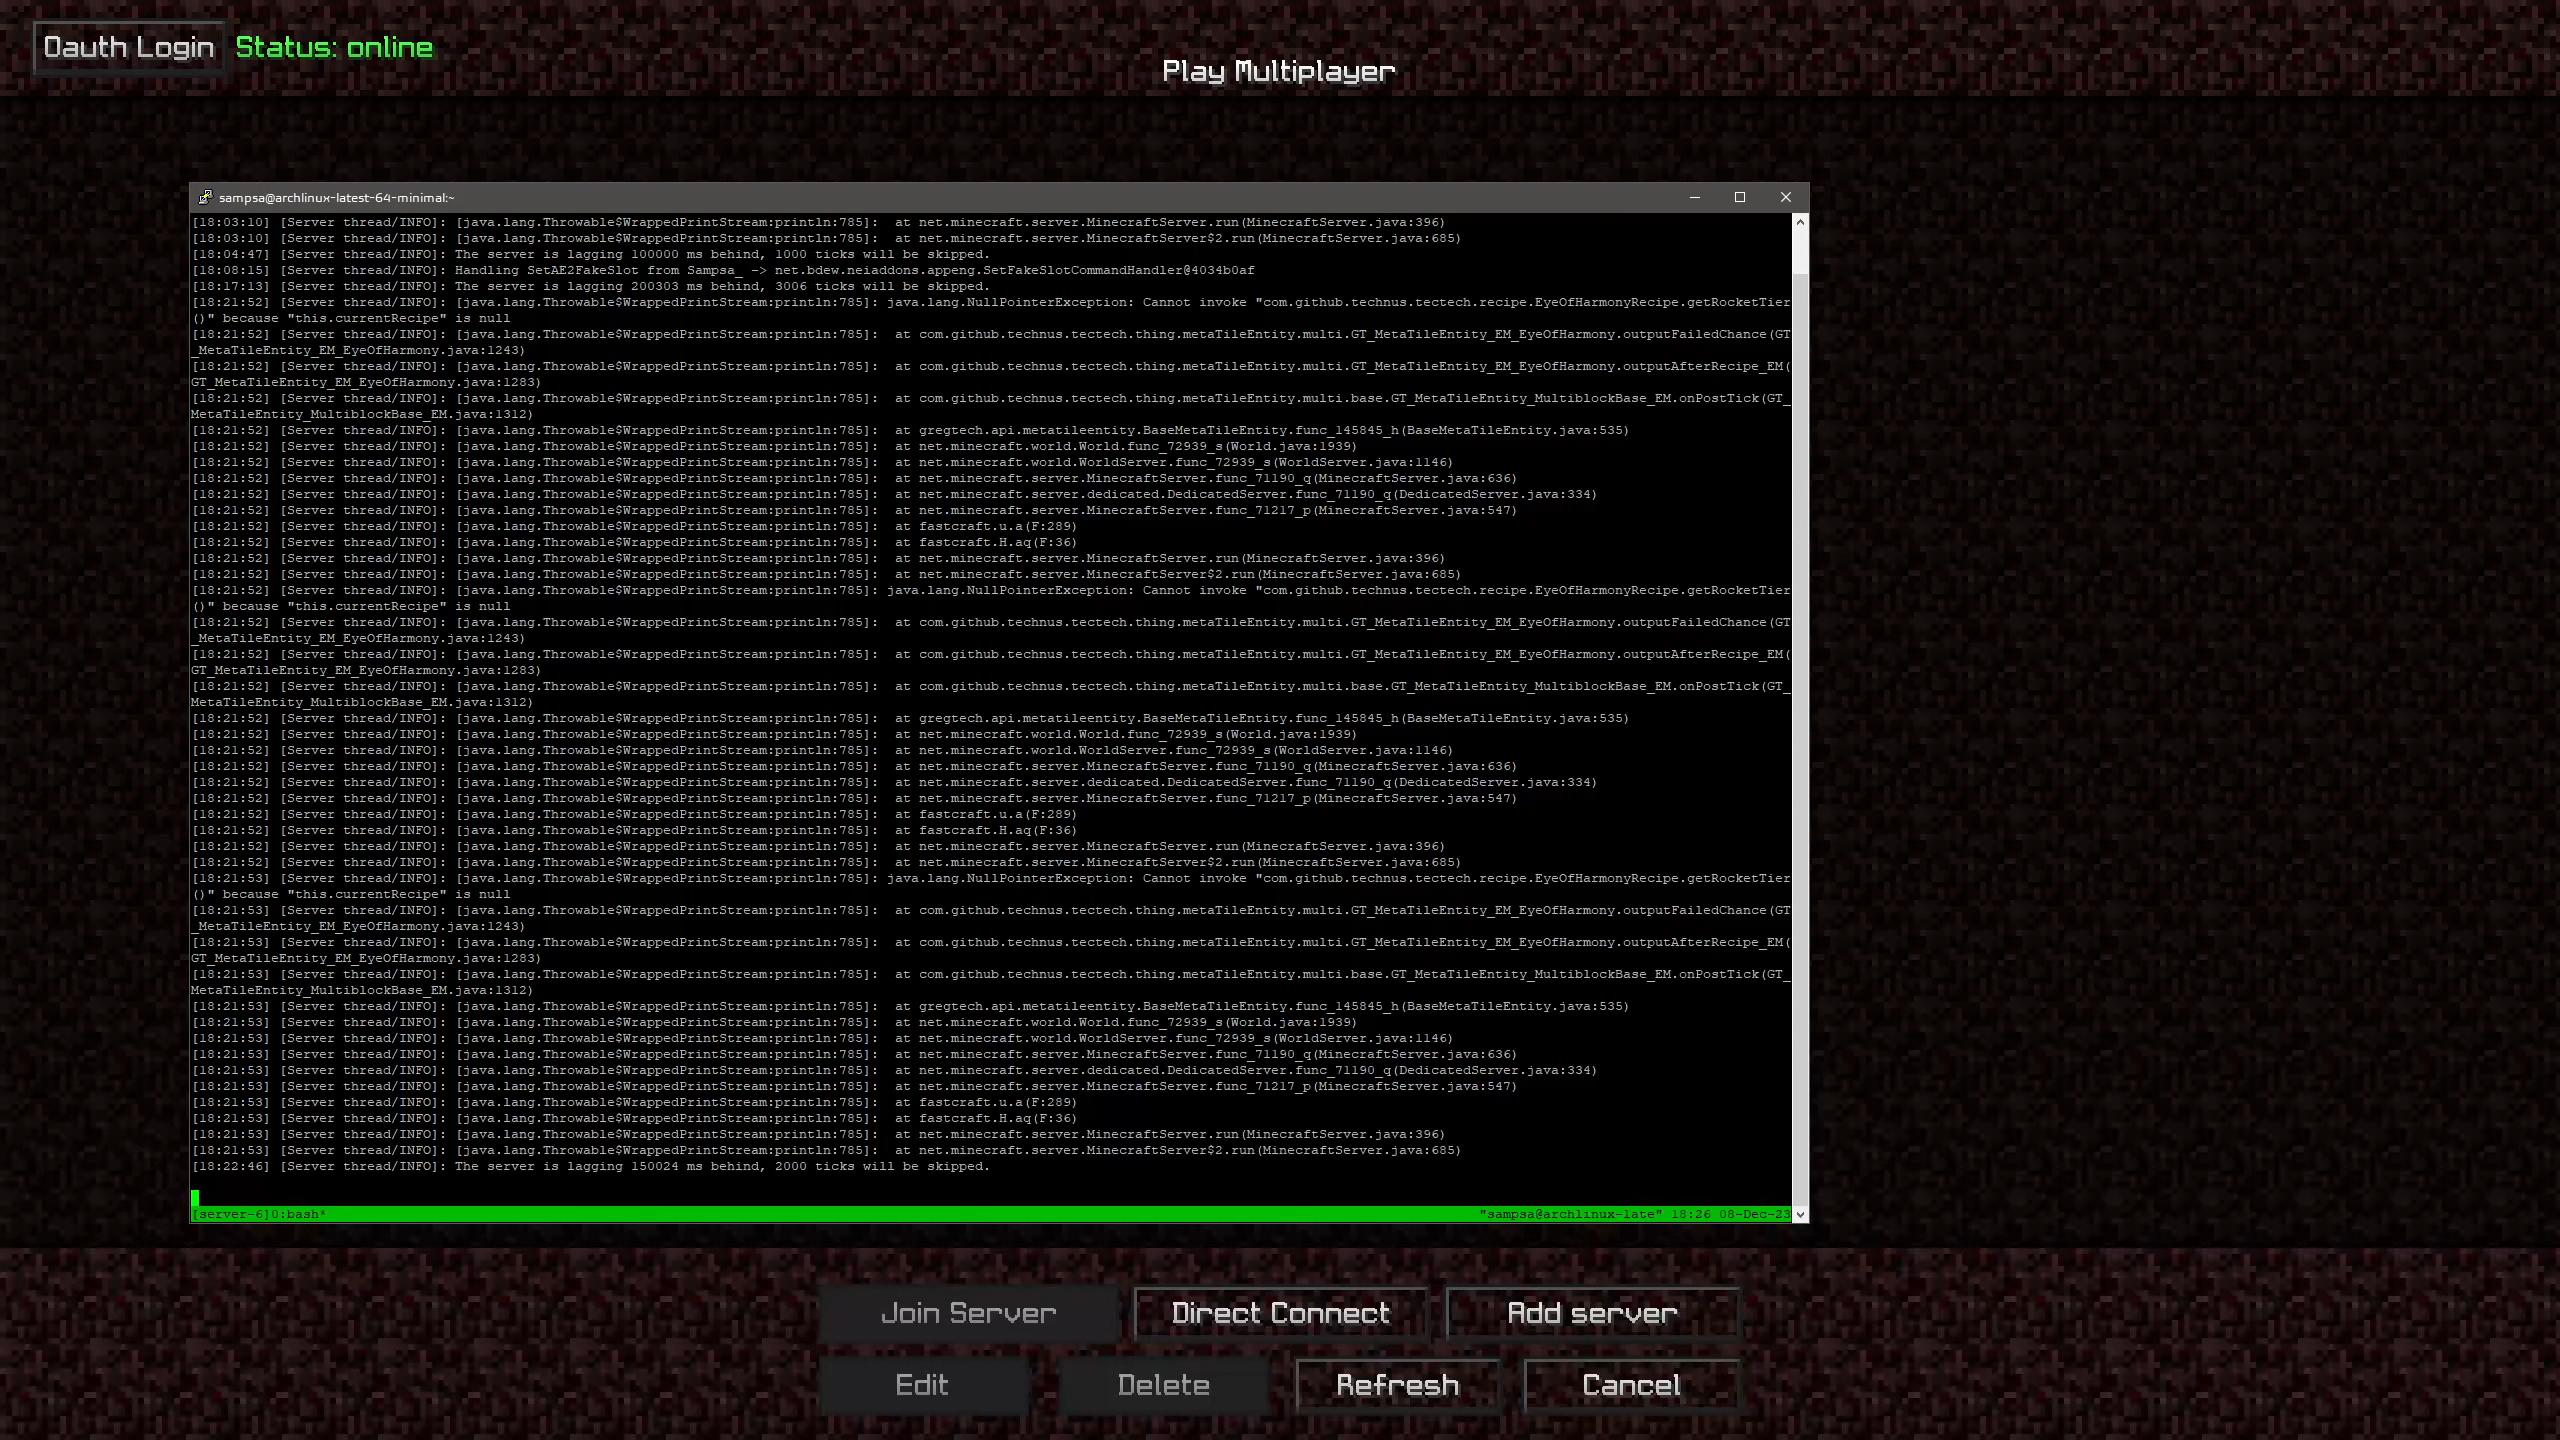 Oauth Login Status: online
Play Multiplayer
sampsa@archlinux-latest-64-minimal:~
[18:03:10] [Server thread/INFO]: [java.lang.Throwable$WrappedPrintStream:println:785]:  at net.minecraft.server.MinecraftServer.run(MinecraftServer.java:396)
[18:03:10] [Server thread/INFO]: [java.lang.Throwable$WrappedPrintStream:println:785]:  at net.minecraft.server.MinecraftServer$2.run(MinecraftServer.java:685)
[18:04:47] [Server thread/INFO]: The server is lagging 100000 ms behind, 1000 ticks will be skipped.
[18:08:15] [Server thread/INFO]: Handling SetAE2FakeSlot from Sampsa_ -> net.bdew.neiaddons.appeng.SetFakeSlotCommandHandler@4034b0af
[18:17:13] [Server thread/INFO]: The server is lagging 200303 ms behind, 3006 ticks will be skipped.
[18:21:52] [Server thread/INFO]: [java.lang.Throwable$WrappedPrintStream:println:785]: java.lang.NullPointerException: Cannot invoke "com.github.technus.tectech.recipe.EyeOfHarmonyRecipe.getRocketTier
()" because "this.currentRecipe" is null
[18:21:52] [Server thread/INFO]: [java.lang.Throwable$WrappedPrintStream:println:785]:  at com.github.technus.tectech.thing.metaTileEntity.multi.GT_MetaTileEntity_EM_EyeOfHarmony.outputFailedChance(GT
_MetaTileEntity_EM_EyeOfHarmony.java:1243)
[18:21:52] [Server thread/INFO]: [java.lang.Throwable$WrappedPrintStream:println:785]:  at com.github.technus.tectech.thing.metaTileEntity.multi.GT_MetaTileEntity_EM_EyeOfHarmony.outputAfterRecipe_EM(
GT_MetaTileEntity_EM_EyeOfHarmony.java:1283)
[18:21:52] [Server thread/INFO]: [java.lang.Throwable$WrappedPrintStream:println:785]:  at com.github.technus.tectech.thing.metaTileEntity.multi.base.GT_MetaTileEntity_MultiblockBase_EM.onPostTick(GT_
MetaTileEntity_MultiblockBase_EM.java:1312)
[18:21:52] [Server thread/INFO]: [java.lang.Throwable$WrappedPrintStream:println:785]:  at gregtech.api.metatileentity.BaseMetaTileEntity.func_145845_h(BaseMetaTileEntity.java:535)
[18:21:52] [Server thread/INFO]: [java.lang.Throwable$WrappedPrintStream:println:785]:  at net.minecraft.world.World.func_72939_s(World.java:1939)
[18:21:52] [Server thread/INFO]: [java.lang.Throwable$WrappedPrintStream:println:785]:  at net.minecraft.world.WorldServer.func_72939_s(WorldServer.java:1146)
[18:21:52] [Server thread/INFO]: [java.lang.Throwable$WrappedPrintStream:println:785]:  at net.minecraft.server.MinecraftServer.func_71190_q(MinecraftServer.java:636)
[18:21:52] [Server thread/INFO]: [java.lang.Throwable$WrappedPrintStream:println:785]:  at net.minecraft.server.dedicated.DedicatedServer.func_71190_q(DedicatedServer.java:334)
[18:21:52] [Server thread/INFO]: [java.lang.Throwable$WrappedPrintStream:println:785]:  at net.minecraft.server.MinecraftServer.func_71217_p(MinecraftServer.java:547)
[18:21:52] [Server thread/INFO]: [java.lang.Throwable$WrappedPrintStream:println:785]:  at fastcraft.u.a(F:289)
[18:21:52] [Server thread/INFO]: [java.lang.Throwable$WrappedPrintStream:println:785]:  at fastcraft.H.aq(F:36)
[18:21:52] [Server thread/INFO]: [java.lang.Throwable$WrappedPrintStream:println:785]:  at net.minecraft.server.MinecraftServer.run(MinecraftServer.java:396)
[18:21:52] [Server thread/INFO]: [java.lang.Throwable$WrappedPrintStream:println:785]:  at net.minecraft.server.MinecraftServer$2.run(MinecraftServer.java:685)
[18:21:52] [Server thread/INFO]: [java.lang.Throwable$WrappedPrintStream:println:785]: java.lang.NullPointerException: Cannot invoke "com.github.technus.tectech.recipe.EyeOfHarmonyRecipe.getRocketTier
()" because "this.currentRecipe" is null
[18:21:52] [Server thread/INFO]: [java.lang.Throwable$WrappedPrintStream:println:785]:  at com.github.technus.tectech.thing.metaTileEntity.multi.GT_MetaTileEntity_EM_EyeOfHarmony.outputFailedChance(GT
_MetaTileEntity_EM_EyeOfHarmony.java:1243)
[18:21:52] [Server thread/INFO]: [java.lang.Throwable$WrappedPrintStream:println:785]:  at com.github.technus.tectech.thing.metaTileEntity.multi.GT_MetaTileEntity_EM_EyeOfHarmony.outputAfterRecipe_EM(
GT_MetaTileEntity_EM_EyeOfHarmony.java:1283)
[18:21:52] [Server thread/INFO]: [java.lang.Throwable$WrappedPrintStream:println:785]:  at com.github.technus.tectech.thing.metaTileEntity.multi.base.GT_MetaTileEntity_MultiblockBase_EM.onPostTick(GT_
MetaTileEntity_MultiblockBase_EM.java:1312)
[18:21:52] [Server thread/INFO]: [java.lang.Throwable$WrappedPrintStream:println:785]:  at gregtech.api.metatileentity.BaseMetaTileEntity.func_145845_h(BaseMetaTileEntity.java:535)
[18:21:52] [Server thread/INFO]: [java.lang.Throwable$WrappedPrintStream:println:785]:  at net.minecraft.world.World.func_72939_s(World.java:1939)
[18:21:52] [Server thread/INFO]: [java.lang.Throwable$WrappedPrintStream:println:785]:  at net.minecraft.world.WorldServer.func_72939_s(WorldServer.java:1146)
[18:21:52] [Server thread/INFO]: [java.lang.Throwable$WrappedPrintStream:println:785]:  at net.minecraft.server.MinecraftServer.func_71190_q(MinecraftServer.java:636)
[18:21:52] [Server thread/INFO]: [java.lang.Throwable$WrappedPrintStream:println:785]:  at net.minecraft.server.dedicated.DedicatedServer.func_71190_q(DedicatedServer.java:334)
[18:21:52] [Server thread/INFO]: [java.lang.Throwable$WrappedPrintStream:println:785]:  at net.minecraft.server.MinecraftServer.func_71217_p(MinecraftServer.java:547)
[18:21:52] [Server thread/INFO]: [java.lang.Throwable$WrappedPrintStream:println:785]:  at fastcraft.u.a(F:289)
[18:21:52] [Server thread/INFO]: [java.lang.Throwable$WrappedPrintStream:println:785]:  at fastcraft.H.aq(F:36)
[18:21:52] [Server thread/INFO]: [java.lang.Throwable$WrappedPrintStream:println:785]:  at net.minecraft.server.MinecraftServer.run(MinecraftServer.java:396)
[18:21:52] [Server thread/INFO]: [java.lang.Throwable$WrappedPrintStream:println:785]:  at net.minecraft.server.MinecraftServer$2.run(MinecraftServer.java:685)
[18:21:53] [Server thread/INFO]: [java.lang.Throwable$WrappedPrintStream:println:785]: java.lang.NullPointerException: Cannot invoke "com.github.technus.tectech.recipe.EyeOfHarmonyRecipe.getRocketTier
()" because "this.currentRecipe" is null
[18:21:53] [Server thread/INFO]: [java.lang.Throwable$WrappedPrintStream:println:785]:  at com.github.technus.tectech.thing.metaTileEntity.multi.GT_MetaTileEntity_EM_EyeOfHarmony.outputFailedChance(GT
_MetaTileEntity_EM_EyeOfHarmony.java:1243)
[18:21:53] [Server thread/INFO]: [java.lang.Throwable$WrappedPrintStream:println:785]:  at com.github.technus.tectech.thing.metaTileEntity.multi.GT_MetaTileEntity_EM_EyeOfHarmony.outputAfterRecipe_EM(
GT_MetaTileEntity_EM_EyeOfHarmony.java:1283)
[18:21:53] [Server thread/INFO]: [java.lang.Throwable$WrappedPrintStream:println:785]:  at com.github.technus.tectech.thing.metaTileEntity.multi.base.GT_MetaTileEntity_MultiblockBase_EM.onPostTick(GT_
MetaTileEntity_MultiblockBase_EM.java:1312)
[18:21:53] [Server thread/INFO]: [java.lang.Throwable$WrappedPrintStream:println:785]:  at gregtech.api.metatileentity.BaseMetaTileEntity.func_145845_h(BaseMetaTileEntity.java:535)
[18:21:53] [Server thread/INFO]: [java.lang.Throwable$WrappedPrintStream:println:785]:  at net.minecraft.world.World.func_72939_s(World.java:1939)
[18:21:53] [Server thread/INFO]: [java.lang.Throwable$WrappedPrintStream:println:785]:  at net.minecraft.world.WorldServer.func_72939_s(WorldServer.java:1146)
[18:21:53] [Server thread/INFO]: [java.lang.Throwable$WrappedPrintStream:println:785]:  at net.minecraft.server.MinecraftServer.func_71190_q(MinecraftServer.java:636)
[18:21:53] [Server thread/INFO]: [java.lang.Throwable$WrappedPrintStream:println:785]:  at net.minecraft.server.dedicated.DedicatedServer.func_71190_q(DedicatedServer.java:334)
[18:21:53] [Server thread/INFO]: [java.lang.Throwable$WrappedPrintStream:println:785]:  at net.minecraft.server.MinecraftServer.func_71217_p(MinecraftServer.java:547)
[18:21:53] [Server thread/INFO]: [java.lang.Throwable$WrappedPrintStream:println:785]:  at fastcraft.u.a(F:289)
[18:21:53] [Server thread/INFO]: [java.lang.Throwable$WrappedPrintStream:println:785]:  at fastcraft.H.aq(F:36)
[18:21:53] [Server thread/INFO]: [java.lang.Throwable$WrappedPrintStream:println:785]:  at net.minecraft.server.MinecraftServer.run(MinecraftServer.java:396)
[18:21:53] [Server thread/INFO]: [java.lang.Throwable$WrappedPrintStream:println:785]:  at net.minecraft.server.MinecraftServer$2.run(MinecraftServer.java:685)
[18:22:46] [Server thread/INFO]: The server is lagging 150024 ms behind, 2000 ticks will be skipped.
[server-6]0:bash* "sampsa@archlinux-late" 18:26 08-Dec-23
Join Server Direct Connect Add server
Edit Delete Refresh Cancel